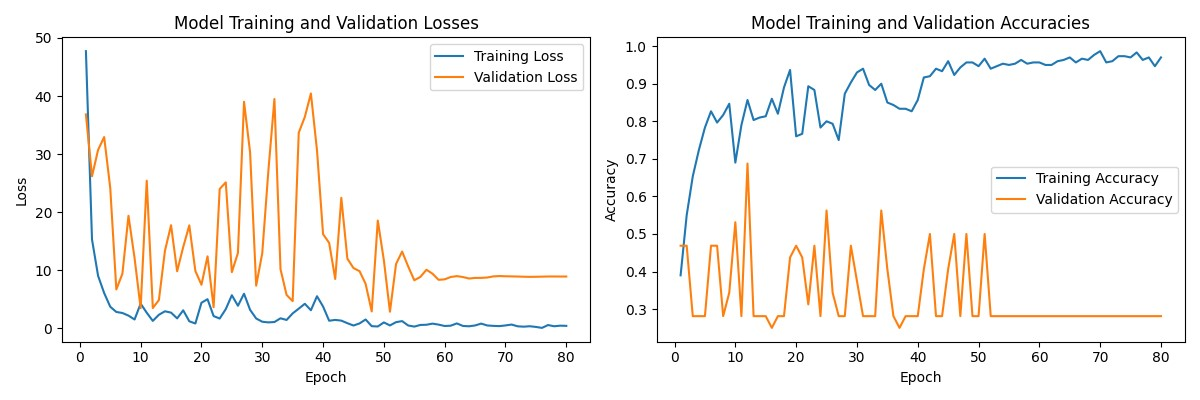 Model Training and Validation Losses
50
40
30
20
10
0
Loss
Training Loss
Validation Loss
0 10 20 30 40 50 60 70 80
Epoch
Model Training and Validation Accuracies
1.0
0.9
0.8
0.7
0.6
0.5
0.4
0.3
Accuracy
Training Accuracy
Validation Accuracy
0 10 20 30 40 50 60 70 80
Epoch